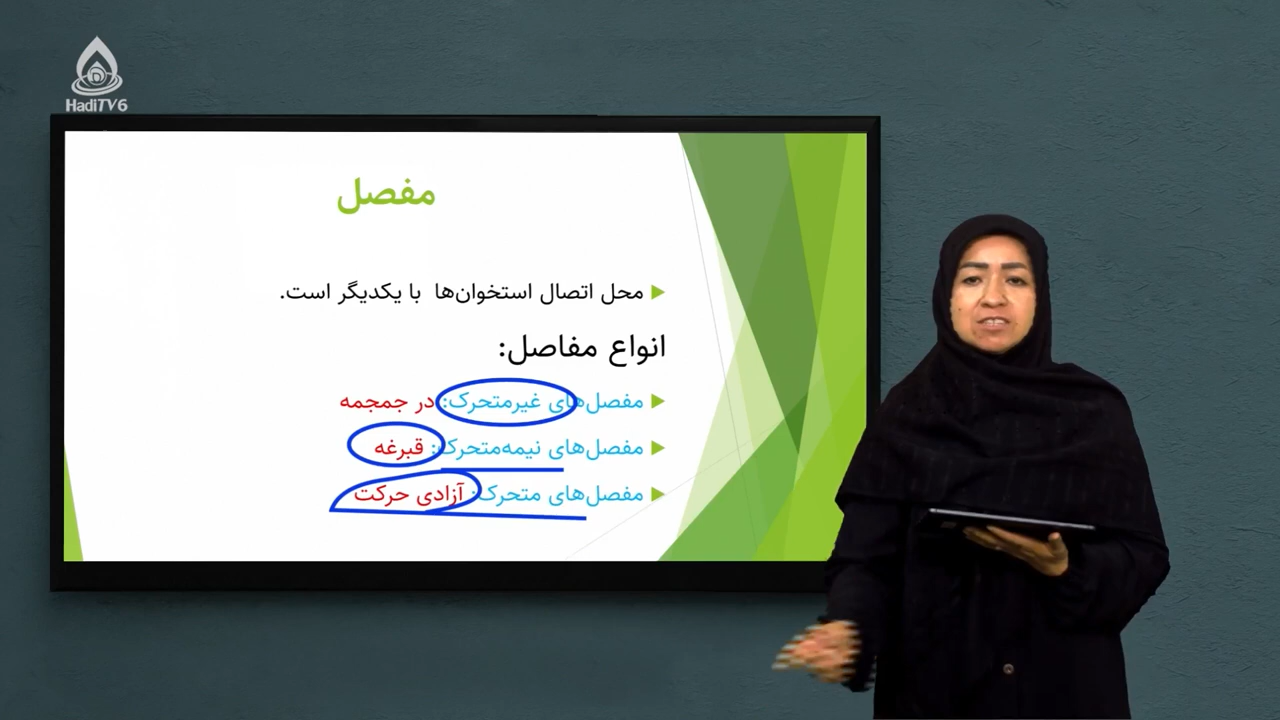 HadiTV6
مفصل
محل اتصال استخوان‌ها با یکدیگر است.
انواع مفاصل:
مفصل‌های غیرمتحرک: در جمجمه
مفصل‌های نیمه‌متحرک: قبرغه
مفصل‌های متحرک: آزادی حرکت